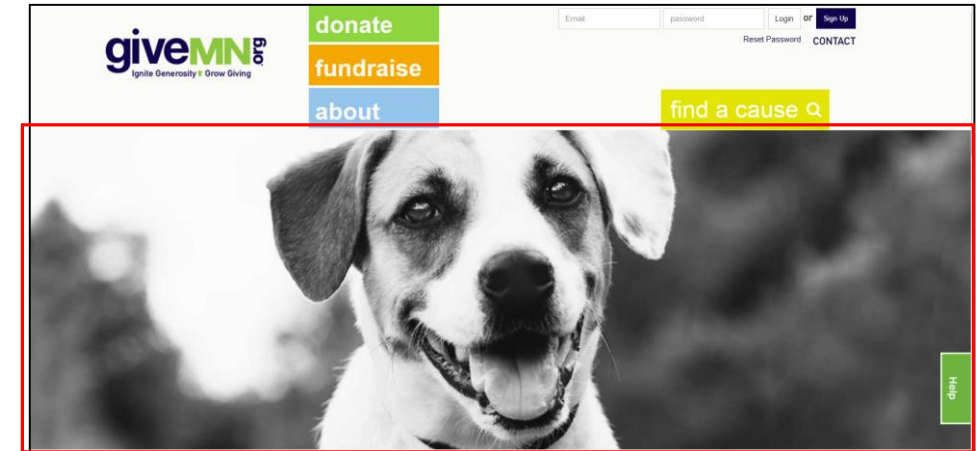 giveMN.org
Ignite Generosity Grow Giving
donate
fundraise
about
Email
password
Login
or
Sign Up
Reset Password
CONTACT
find a cause
Help